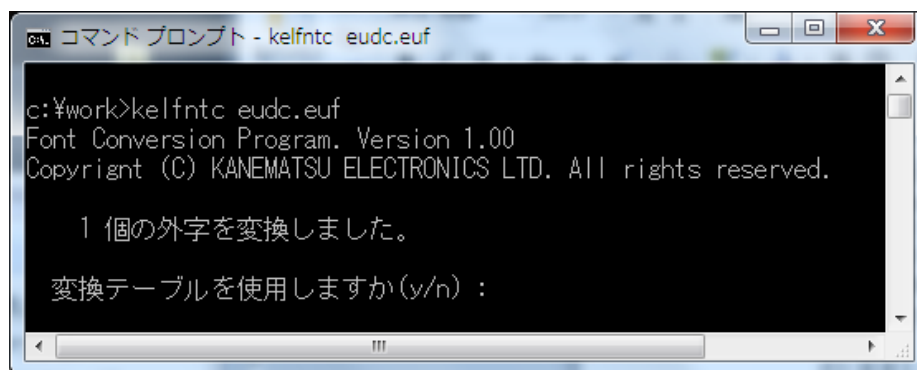 コマンド プロンプト - kelfntc eudc.euf
c:¥work>kelfntc eudc.euf
Font Conversion Program. Version 1.00
Copyrignt (C) KANEMATSU ELECTRONICS LTD. All rights reserved.
1 個の外字を変換しました。
変換テーブルを使用しますか(y/n) :